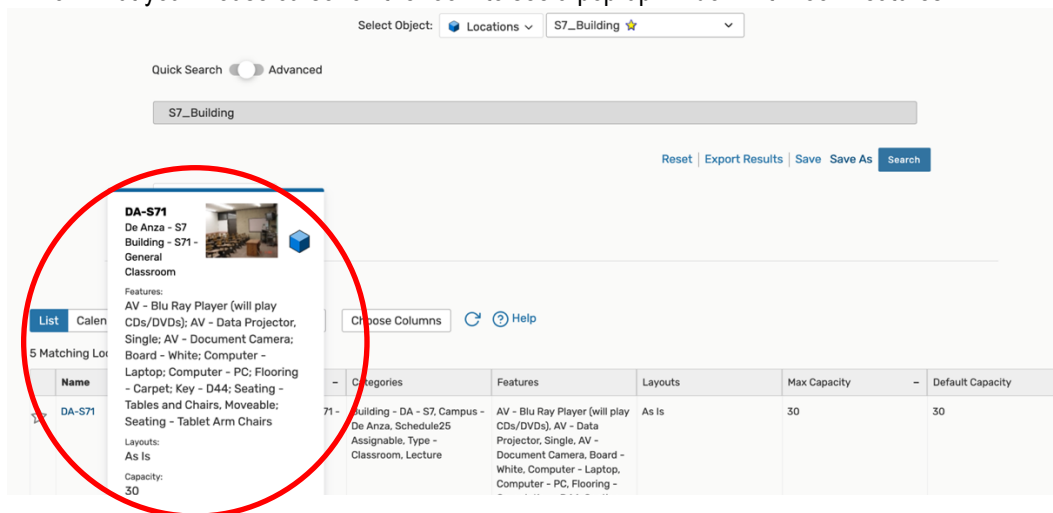 Select Object: Locations S7_Building
Quick Search Advanced
S7_Building
Reset | Export Results | Save Save As Search
DA-S71
De Anza - S7
Building - S71 -
General
Classroom
Features:
AV - Blu Ray Player (will play
CDs/DVDs); AV - Data Projector,
Single; AV - Document Camera;
Board - White; Computer -
Laptop; Computer - PC; Flooring
- Carpet; Key - D44; Seating -
Tables and Chairs, Moveable;
Seating - Tablet Arm Chairs
Layouts:
As Is
Capacity:
30
List Calen
Choose Columns Help
5 Matching Loc
Name – Categories Features Layouts Max Capacity – Default Capacity
DA-S71 71 - Building - DA - S7, Campus - De Anza, Schedule25
Assignable, Type -
Classroom, Lecture
AV - Blu Ray Player (will play
CDs/DVDs), AV - Data
Projector, Single, AV -
Document Camera, Board -
White, Computer - Laptop,
Computer - PC, Flooring -
As Is
30
30